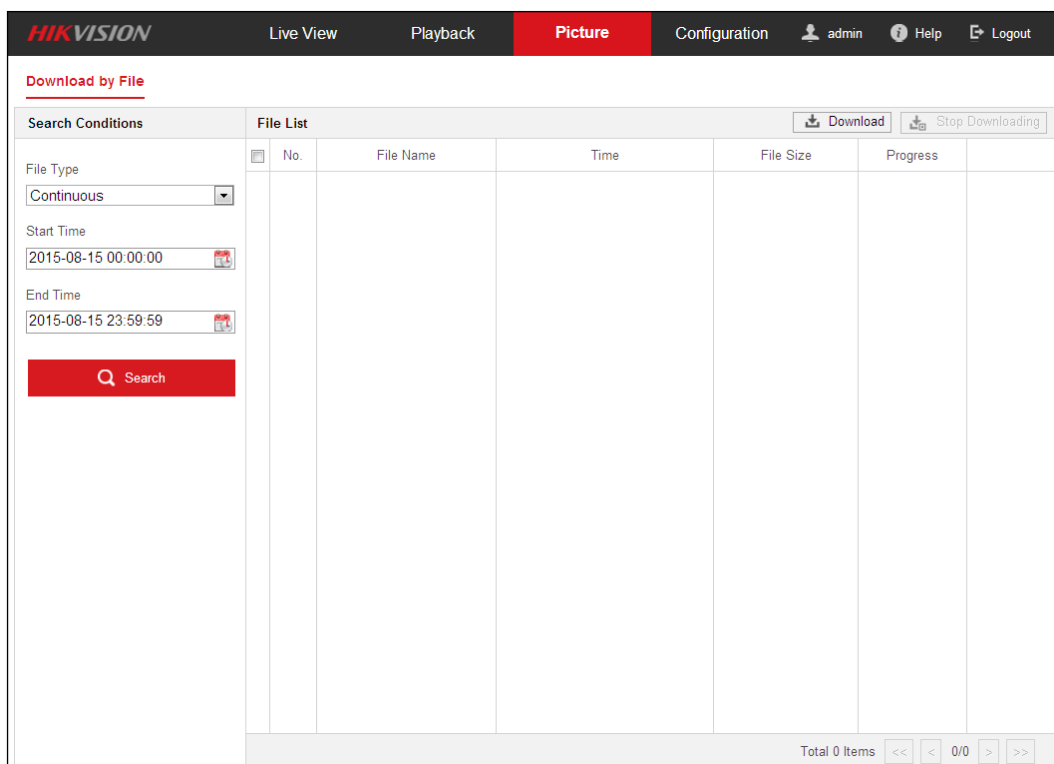 HIKVISION Live View Playback Picture Configuration admin Help Logout
Download by File
Search Conditions File List Download Stop Downloading
No. File Name Time File Size Progress
File Type
Continuous
Start Time
2015-08-15 00:00:00
End Time
2015-08-15 23:59:59
Search
Total 0 Items << < 0/0 > >>